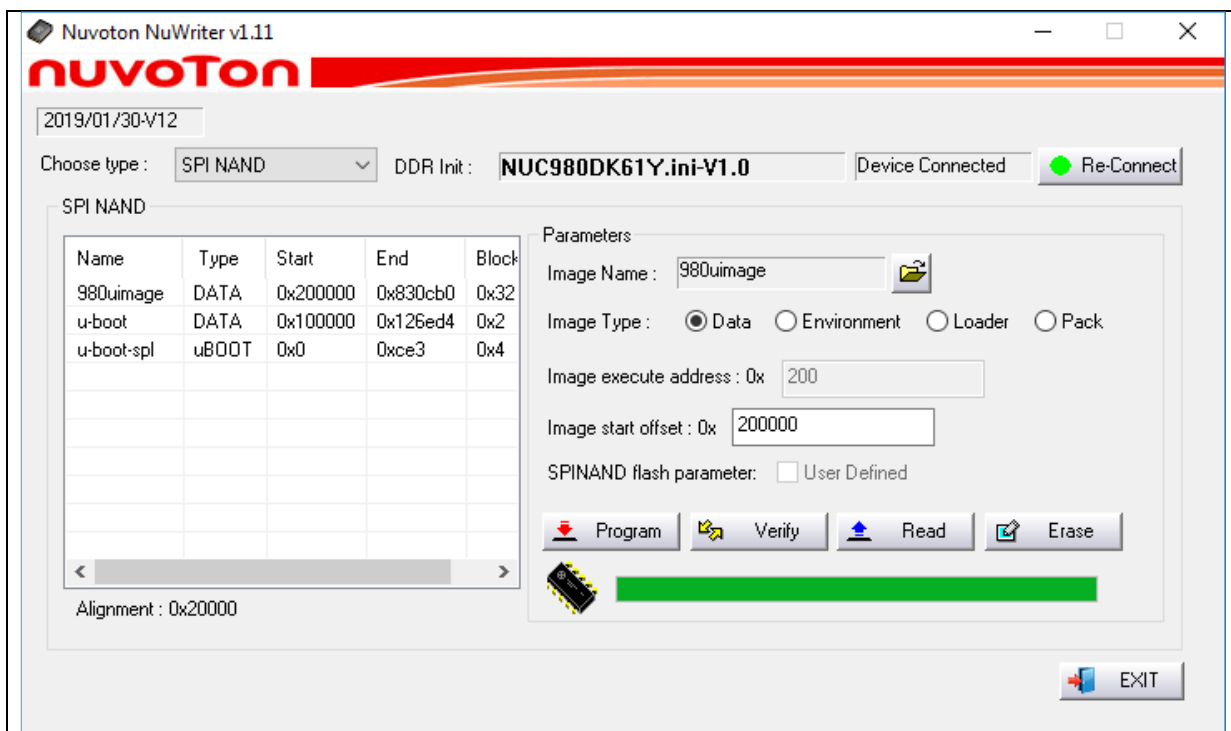 Nuvoton NuWriter v1.11
nuvoTon
2019/01/30-V12
Choose type : SPI NAND DDR Init : NUC980DK61Y.ini-V1.0 Device Connected Re-Connect
SPI NAND
Name Type Start End Block
980uimage DATA 0x200000 0x830cb0 0x32
u-boot DATA 0x100000 0x126ed4 0x2
u-boot-spl uBOOT 0x0 0xce3 0x4
Alignment : 0x20000
Parameters
Image Name : 980uimage
Image Type : Data Environment Loader Pack
Image execute address : 0x 200
Image start offset : 0x 200000
SPINAND flash parameter: User Defined
Program Verify Read Erase
EXIT